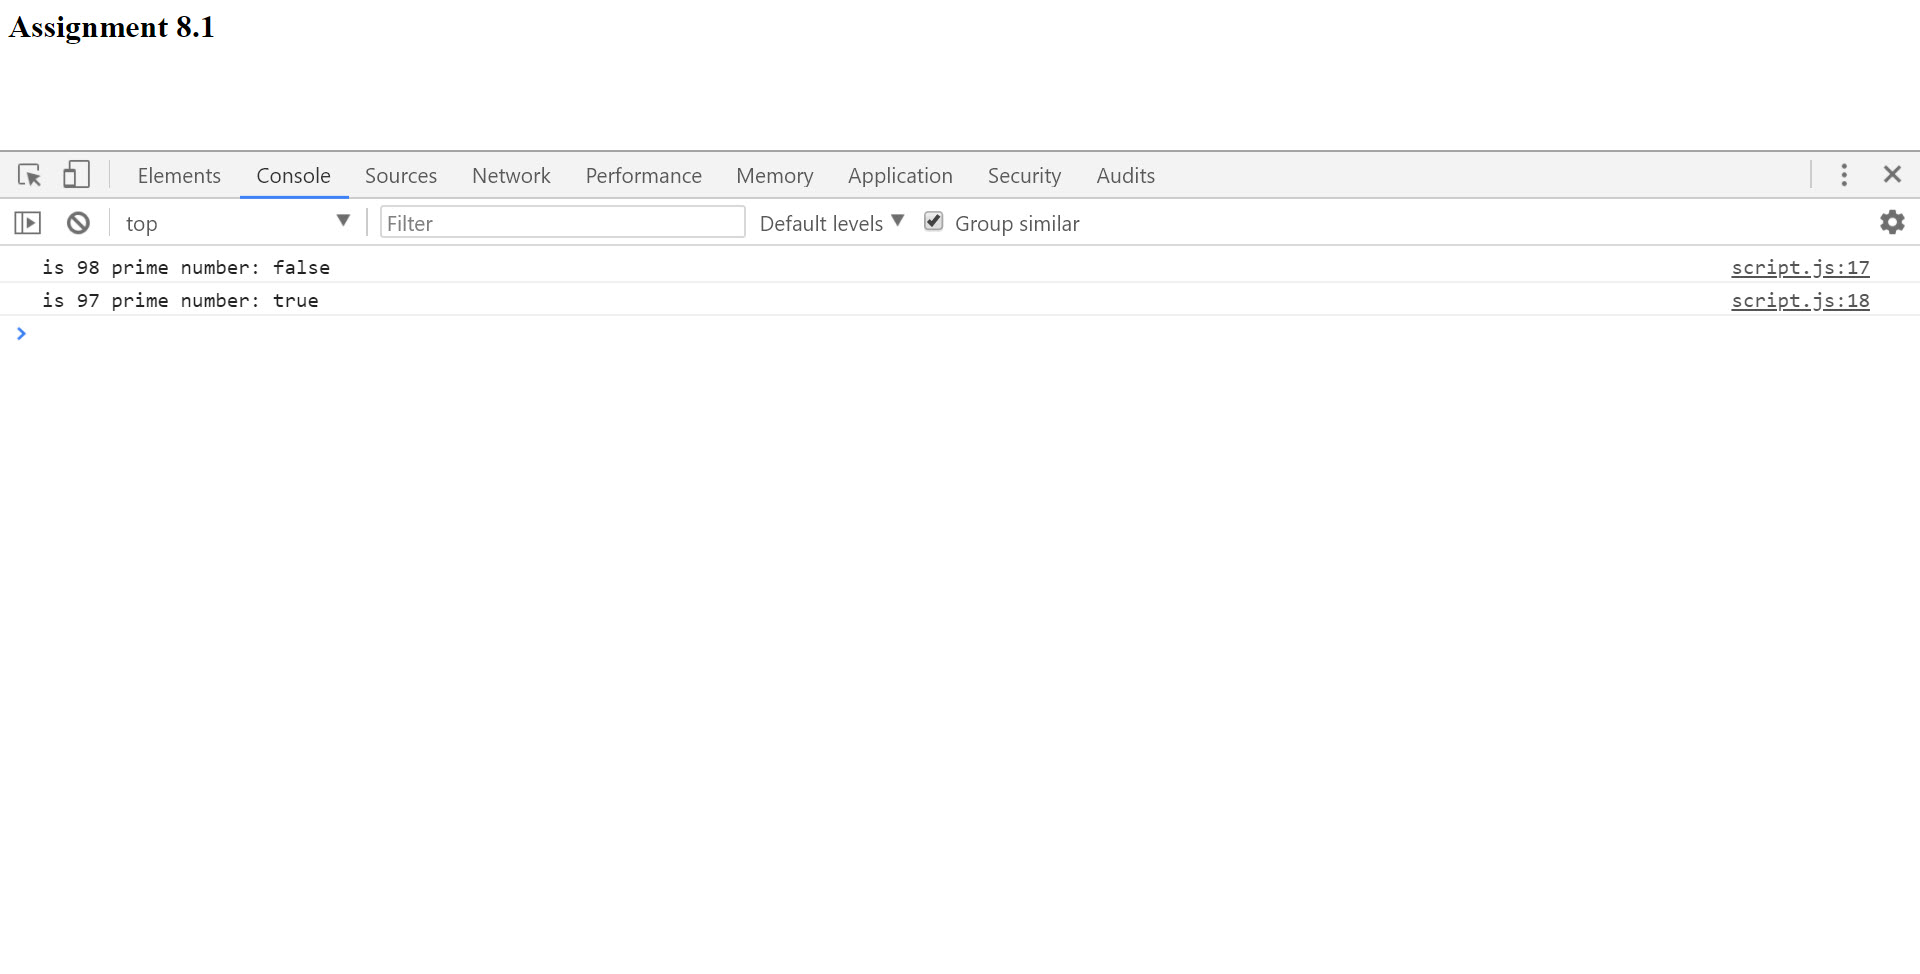 Assignment 8.1
Elements Console Sources Network Performance Memory Application Security Audits
top Filter Default levels Group similar
is 98 prime number: false script.js:17
is 97 prime number: true script.js:18